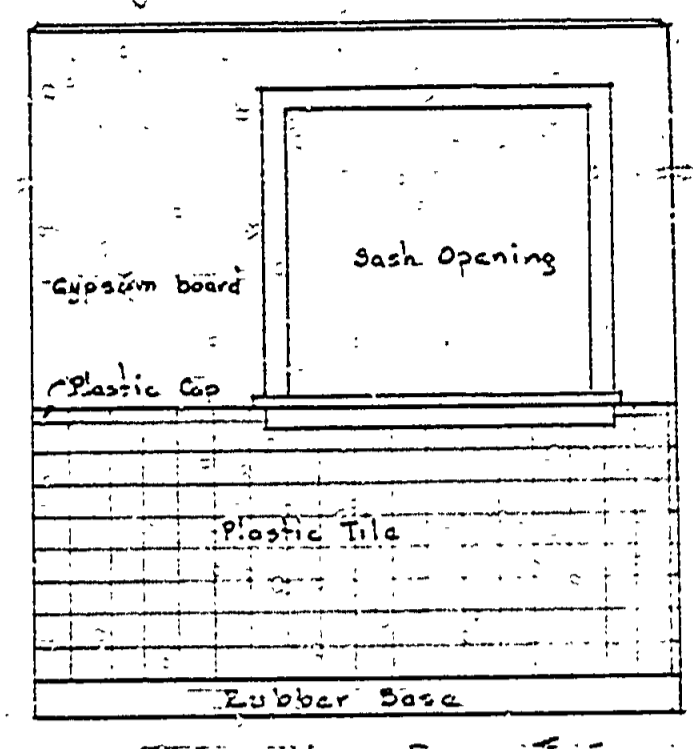 Sash Opening
Gypsum board
Plastic Cap
Plastic Tile
Rubber Base